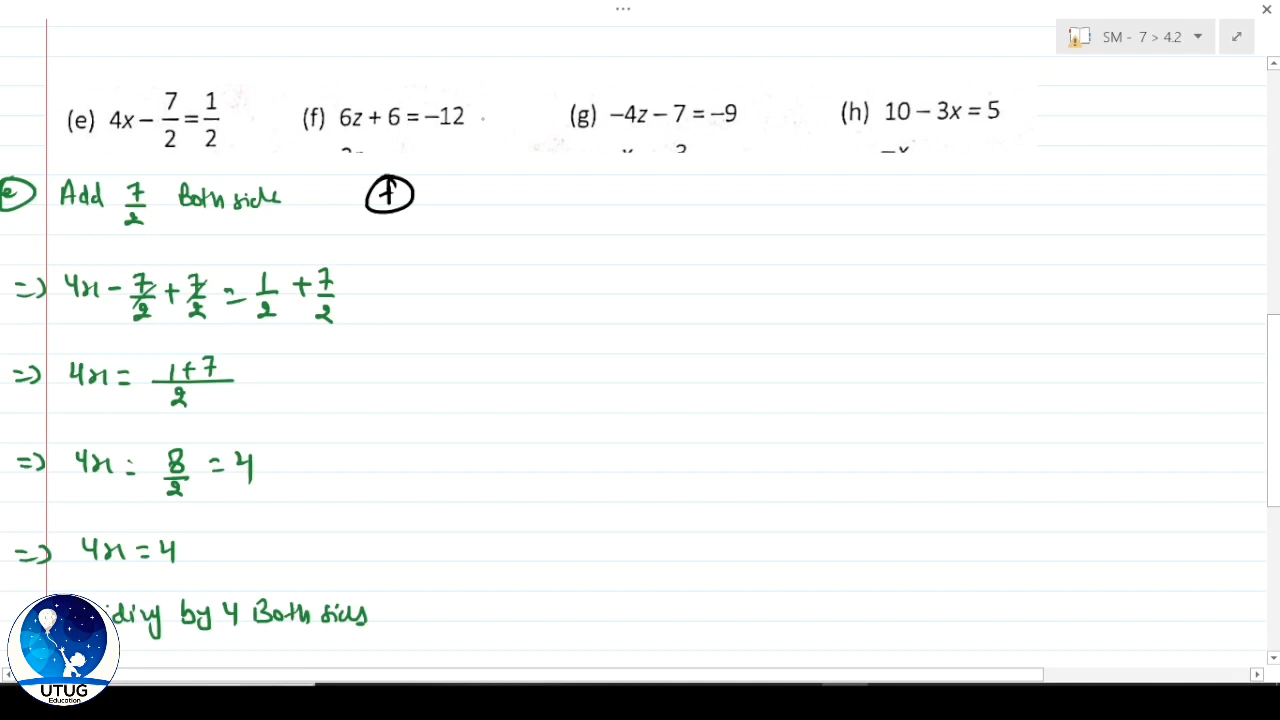 ...
SM - 7 > 4.2
(e) 4x − 7/2 = 1/2 (f) 6z + 6 = −12 (g) −4z − 7 = −9 (h) 10 − 3x = 5
e Add 7/2 Both side f
=> 4x − 7/2 + 7/2 = 1/2 + 7/2
=> 4x = 1+7/2
=> 4x = 8/2 = 4
=> 4x = 4
by 4 Both sides
UTUG
Education